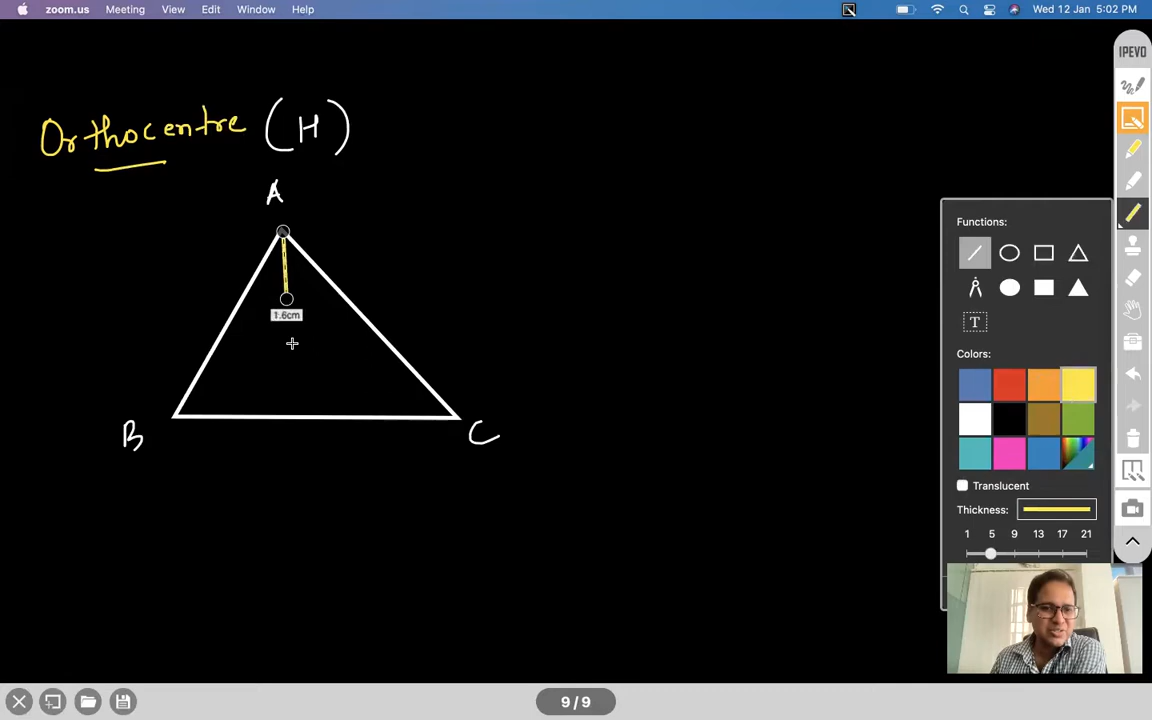 zoom.us Meeting View Edit Window Help Wed 12 Jan 5:02 PM
IPEVO
Orthocentre (H)
A
Functions:
T
1.6cm
Colors:
B
C
Translucent
Thickness:
1 5 9 13 17 21
9 / 9